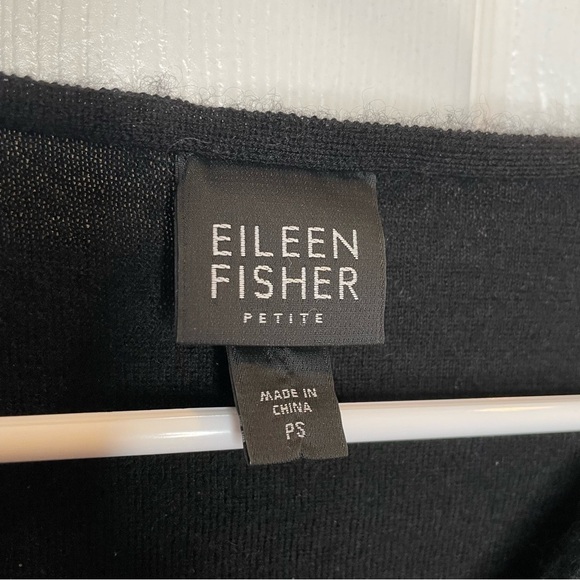 EILEEN
FISHER
PETITE
MADE IN
CHINA
PS